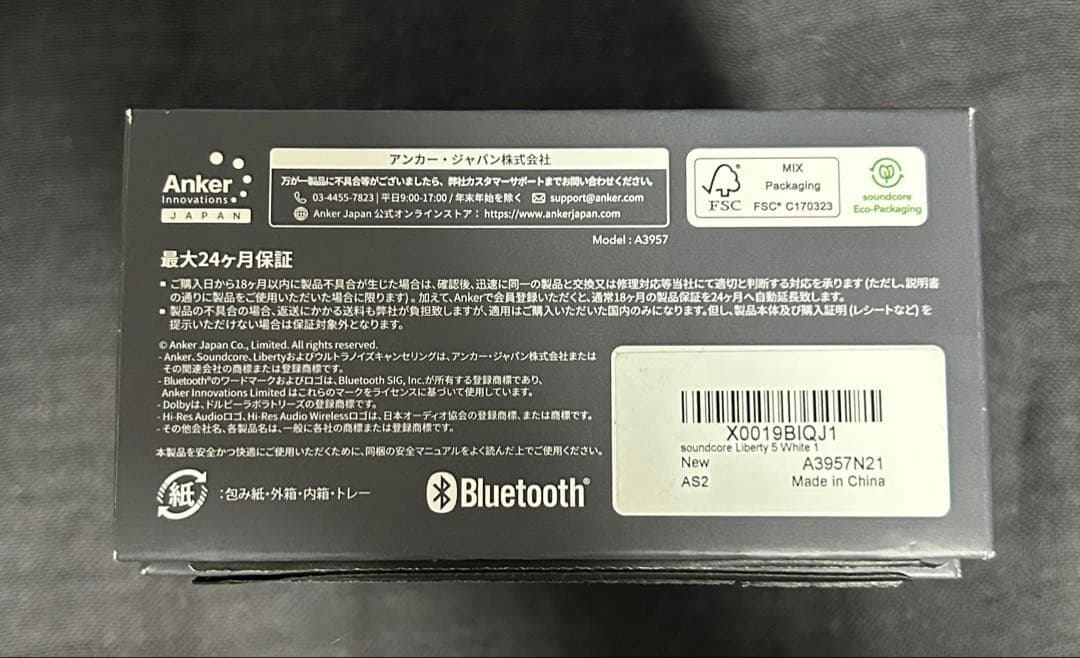 Anker
Innovations
JAPAN
アンカー・ジャパン株式会社
万が一製品に不具合等がございましたら、弊社カスタマーサポートまでお問い合わせください。
03-4455-7823 | 平日9:00-17:00 / 年末年始を除く support@anker.com
Anker Japan 公式オンラインストア：https://www.ankerjapan.com
FSC
MIX
Packaging
FSC® C170323
soundcore
Eco-Packaging
Model : A3957
最大24ヶ月保証
▪ ご購入日から18ヶ月以内に製品不具合が生じた場合は、確認後、迅速に同一の製品と交換又は修理対応等当社にて適切と判断する対応を承ります（ただし、説明書
の通りに製品をご使用いただいた場合に限ります）。加えて、Ankerで会員登録いただくと、通常18ヶ月の製品保証を24ヶ月へ自動延長致します。
▪ 製品の不具合の場合、返送にかかる送料も弊社が負担致しますが、適用はご購入いただいた国内のみになります。但し、製品本体及び購入証明（レシートなど）を
提示いただけない場合は保証対象外となります。
© Anker Japan Co., Limited. All rights reserved.
- Anker、Soundcore、Libertyおよびウルトラノイズキャンセリングは、アンカー・ジャパン株式会社または
その関連会社の商標または登録商標です。
- Bluetooth®のワードマークおよびロゴは、Bluetooth SIG, Inc.が所有する登録商標であり、
Anker Innovations Limited はこれらのマークをライセンスに基づいて使用しています。
- Dolbyは、ドルビーラボラトリーズの登録商標です。
- Hi-Res Audioロゴ、Hi-Res Audio Wirelessロゴは、日本オーディオ協会の登録商標、または商標です。
- その他会社名、各製品名は、一般に各社の商標または登録商標です。
本製品を安全かつ快適にご使用いただくために、同梱の安全マニュアルをよく読んだ上でご使用ください。
紙 ：包み紙・外箱・内箱・トレー
Bluetooth®
X0019BIQJ1
soundcore Liberty 5 White 1
New A3957N21
AS2 Made in China